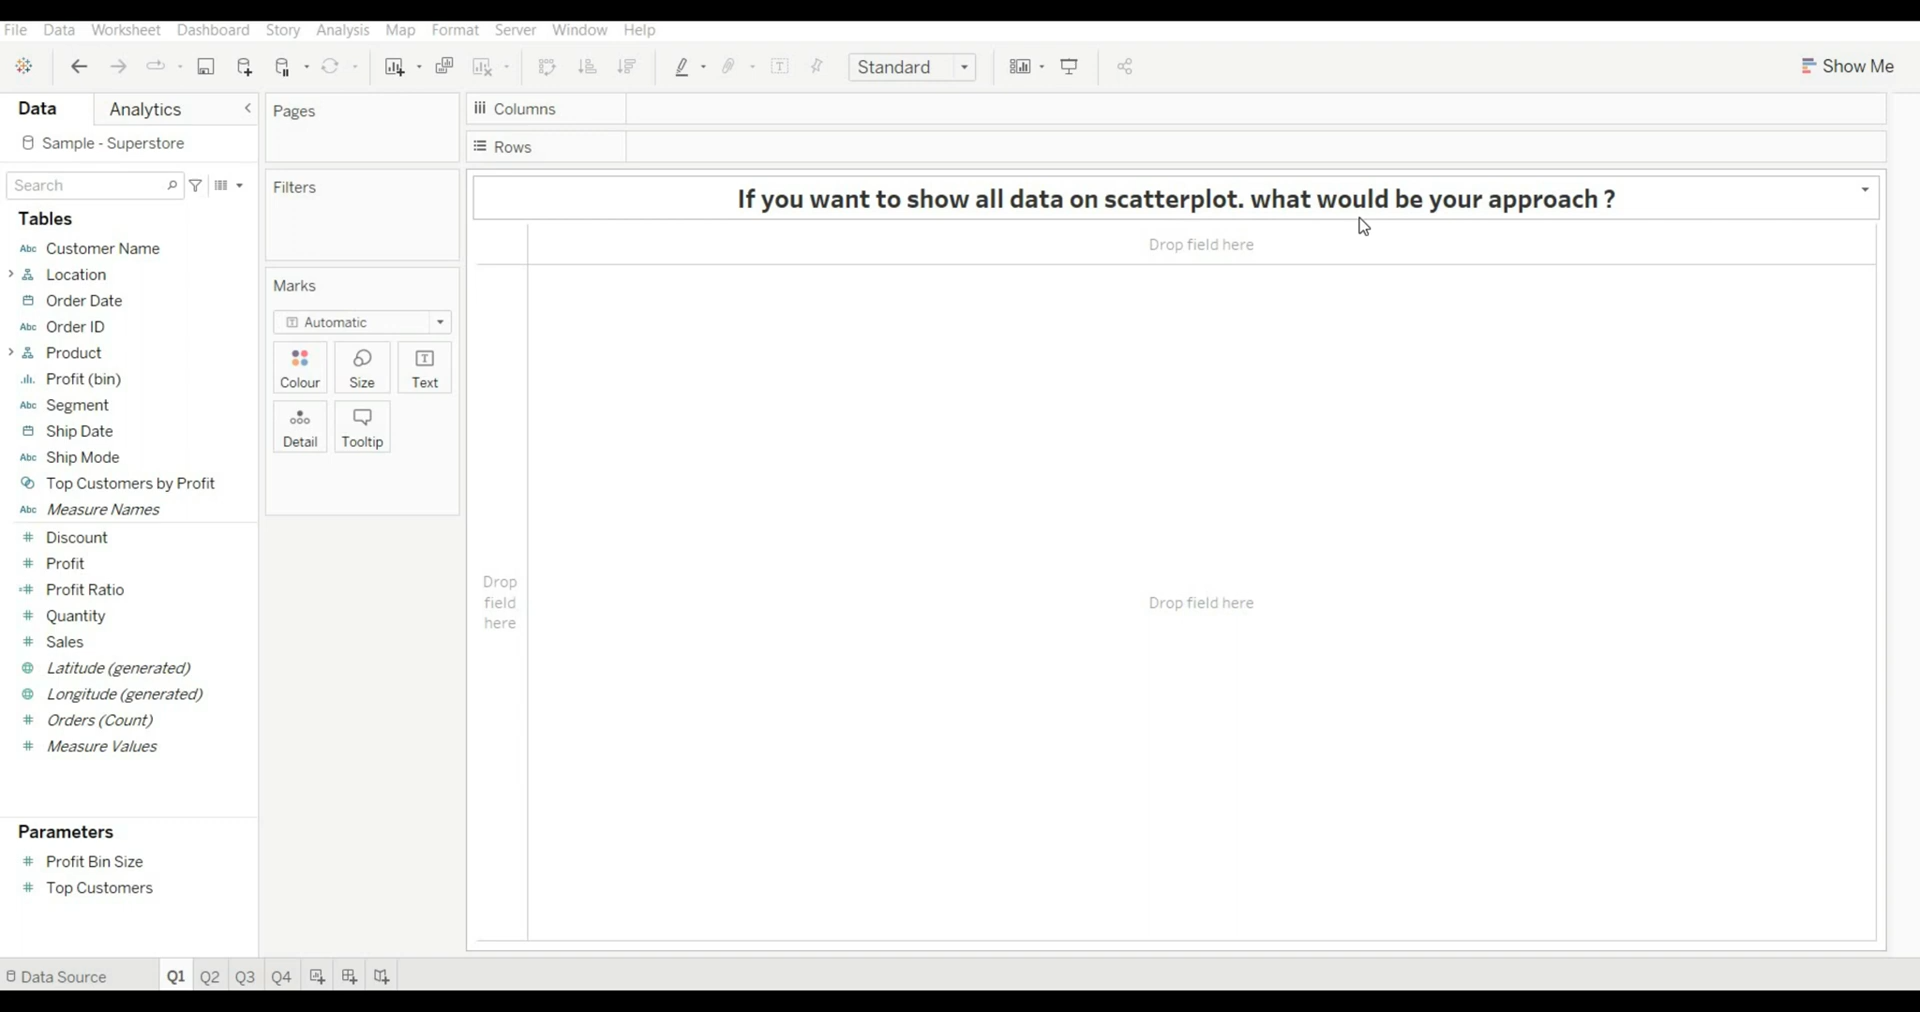 File Data Worksheet Dashboard Story Analysis Map Format Server Window Help
Standard
Show Me
Data Analytics
Sample - Superstore
Search
Tables
Abc Customer Name
Location
Order Date
Abc Order ID
Product
Profit (bin)
Abc Segment
Ship Date
Abc Ship Mode
Top Customers by Profit
Abc Measure Names
# Discount
# Profit
=# Profit Ratio
# Quantity
# Sales
Latitude (generated)
Longitude (generated)
# Orders (Count)
# Measure Values
Parameters
# Profit Bin Size
# Top Customers
Pages
Filters
Marks
T Automatic
Colour Size T Text
Detail Tooltip
Columns
Rows
If you want to show all data on scatterplot. what would be your approach ?
Drop field here
Drop
field
here
Drop field here
Data Source Q1 Q2 Q3 Q4